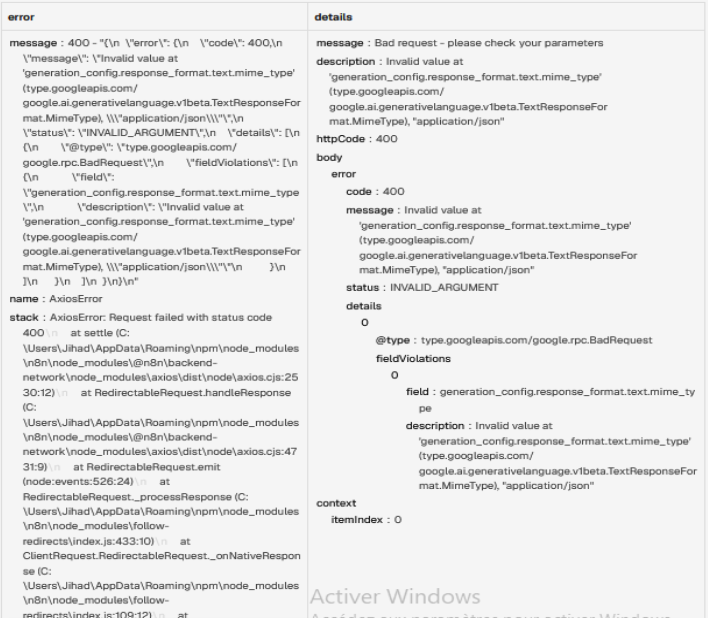 error
message : 400 - "{\n \"error\": {\n \"code\": 400,\n
\"message\": \"Invalid value at
'generation_config.response_format.text.mime_type'
(type.googleapis.com/
google.ai.generativelanguage.v1beta.TextResponseFor
mat.MimeType), \\\"application/json\\\"\",\n
\"status\": \"INVALID_ARGUMENT\",\n \"details\": [\n
{\n \"@type\": \"type.googleapis.com/
google.rpc.BadRequest\",\n \"fieldViolations\": [\n
{\n \"field\":
\"generation_config.response_format.text.mime_type
\",\n \"description\": \"Invalid value at
'generation_config.response_format.text.mime_type'
(type.googleapis.com/
google.ai.generativelanguage.v1beta.TextResponseFor
mat.MimeType), \\\"application/json\\\"\"\n }\n
]\n }\n ]\n }\n}\n"
name : AxiosError
stack : AxiosError: Request failed with status code
400\n at settle (C:
\Users\Jihad\AppData\Roaming\npm\node_modules
\n8n\node_modules\@n8n\backend-
network\node_modules\axios\dist\node\axios.cjs:25
30:12)\n at RedirectableRequest.handleResponse
(C:
\Users\Jihad\AppData\Roaming\npm\node_modules
\n8n\node_modules\@n8n\backend-
network\node_modules\axios\dist\node\axios.cjs:47
31:9)\n at RedirectableRequest.emit
(node:events:526:24)\n at
RedirectableRequest._processResponse (C:
\Users\Jihad\AppData\Roaming\npm\node_modules
\n8n\node_modules\follow-
redirects\index.js:433:10)\n at
ClientRequest.RedirectableRequest._onNativeRespon
se (C:
\Users\Jihad\AppData\Roaming\npm\node_modules
\n8n\node_modules\follow-
redirects\index.js:109:12)\n at
details
message : Bad request - please check your parameters
description : Invalid value at
'generation_config.response_format.text.mime_type'
(type.googleapis.com/
google.ai.generativelanguage.v1beta.TextResponseFor
mat.MimeType), "application/json"
httpCode : 400
body
error
code : 400
message : Invalid value at
'generation_config.response_format.text.mime_type'
(type.googleapis.com/
google.ai.generativelanguage.v1beta.TextResponseFor
mat.MimeType), "application/json"
status : INVALID_ARGUMENT
details
0
@type : type.googleapis.com/google.rpc.BadRequest
fieldViolations
0
field : generation_config.response_format.text.mime_ty
pe
description : Invalid value at
'generation_config.response_format.text.mime_type'
(type.googleapis.com/
google.ai.generativelanguage.v1beta.TextResponseFor
mat.MimeType), "application/json"
context
itemIndex : 0
Activer Windows
Accédez aux paramètres pour activer Windows